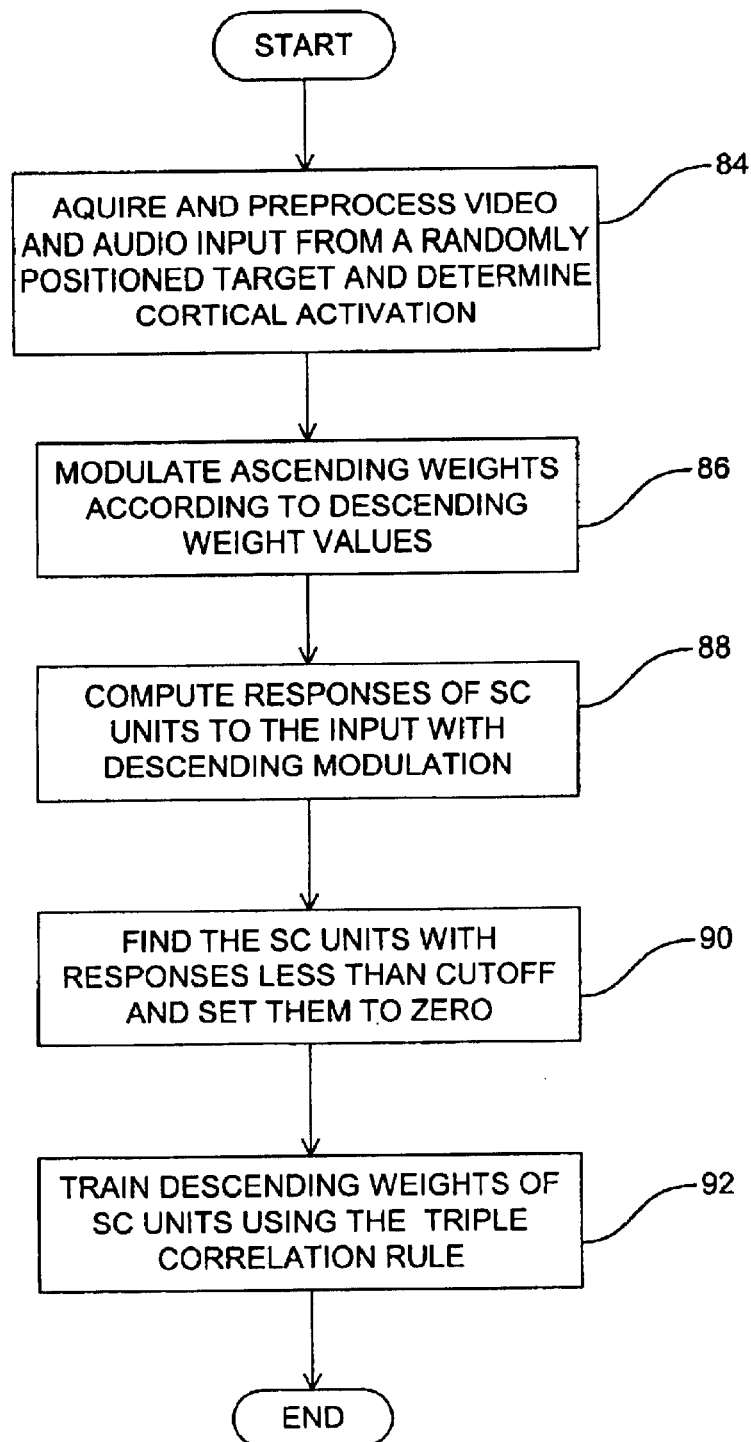 START
84
AQUIRE AND PREPROCESS VIDEO
AND AUDIO INPUT FROM A RANDOMLY
POSITIONED TARGET AND DETERMINE
CORTICAL ACTIVATION
86
MODULATE ASCENDING WEIGHTS
ACCORDING TO DESCENDING
WEIGHT VALUES
88
COMPUTE RESPONSES OF SC
UNITS TO THE INPUT WITH
DESCENDING MODULATION
90
FIND THE SC UNITS WITH
RESPONSES LESS THAN CUTOFF
AND SET THEM TO ZERO
92
TRAIN DESCENDING WEIGHTS OF
SC UNITS USING THE TRIPLE
CORRELATION RULE
END